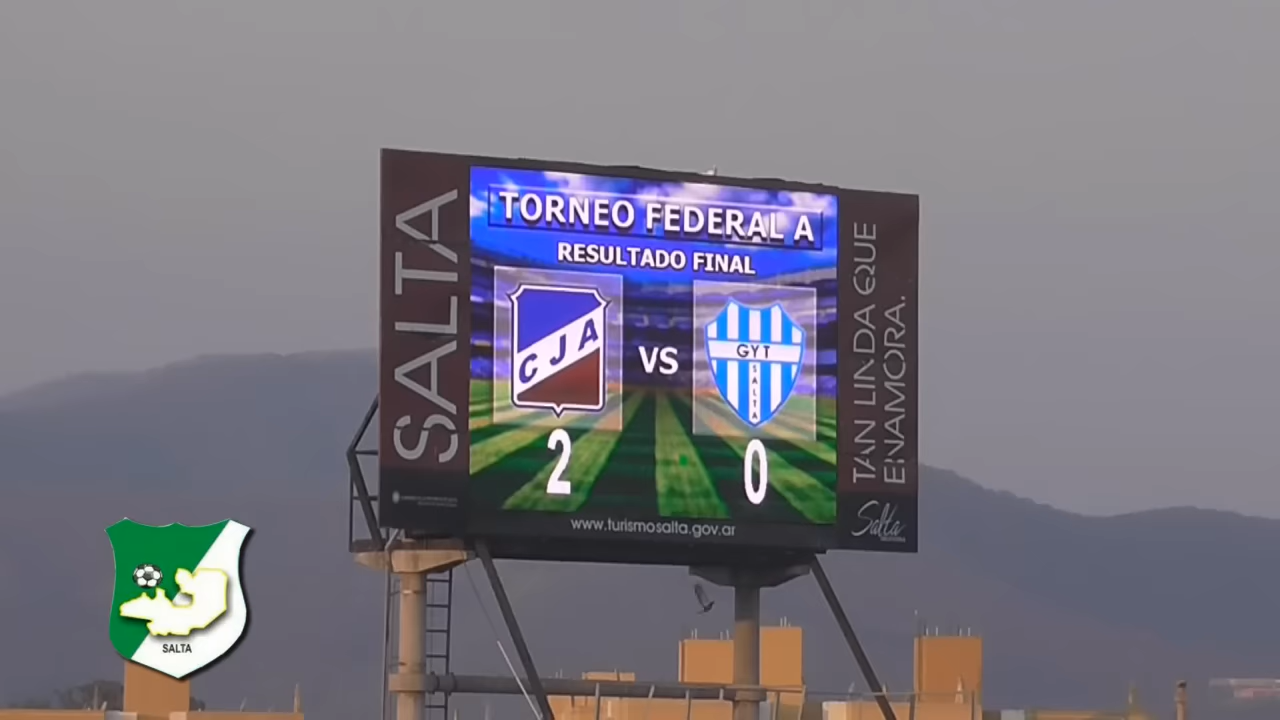 SALTA
TORNEO FEDERAL A
RESULTADO FINAL
CJA
VS
GYT
SALTA
2
0
TAN LINDA QUE
ENAMORA.
Salta
www.turismosalta.gov.ar
SALTA